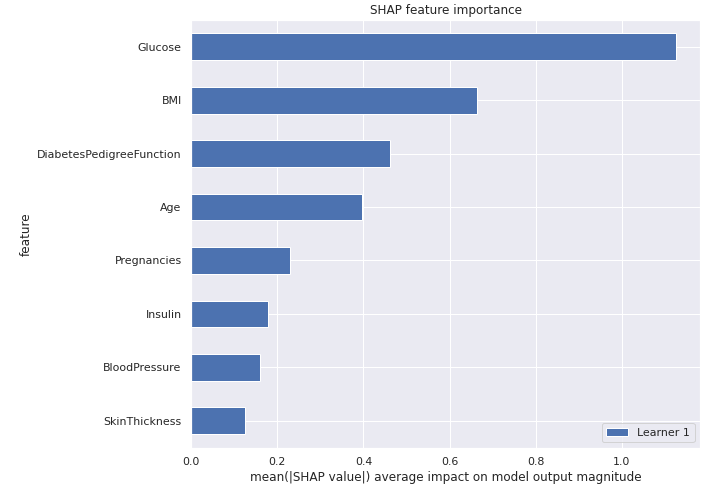 SHAP feature importance
Glucose
BMI
DiabetesPedigreeFunction
Age
Pregnancies
Insulin
BloodPressure
SkinThickness
feature
Learner 1
0.0 0.2 0.4 0.6 0.8 1.0
mean(|SHAP value|) average impact on model output magnitude